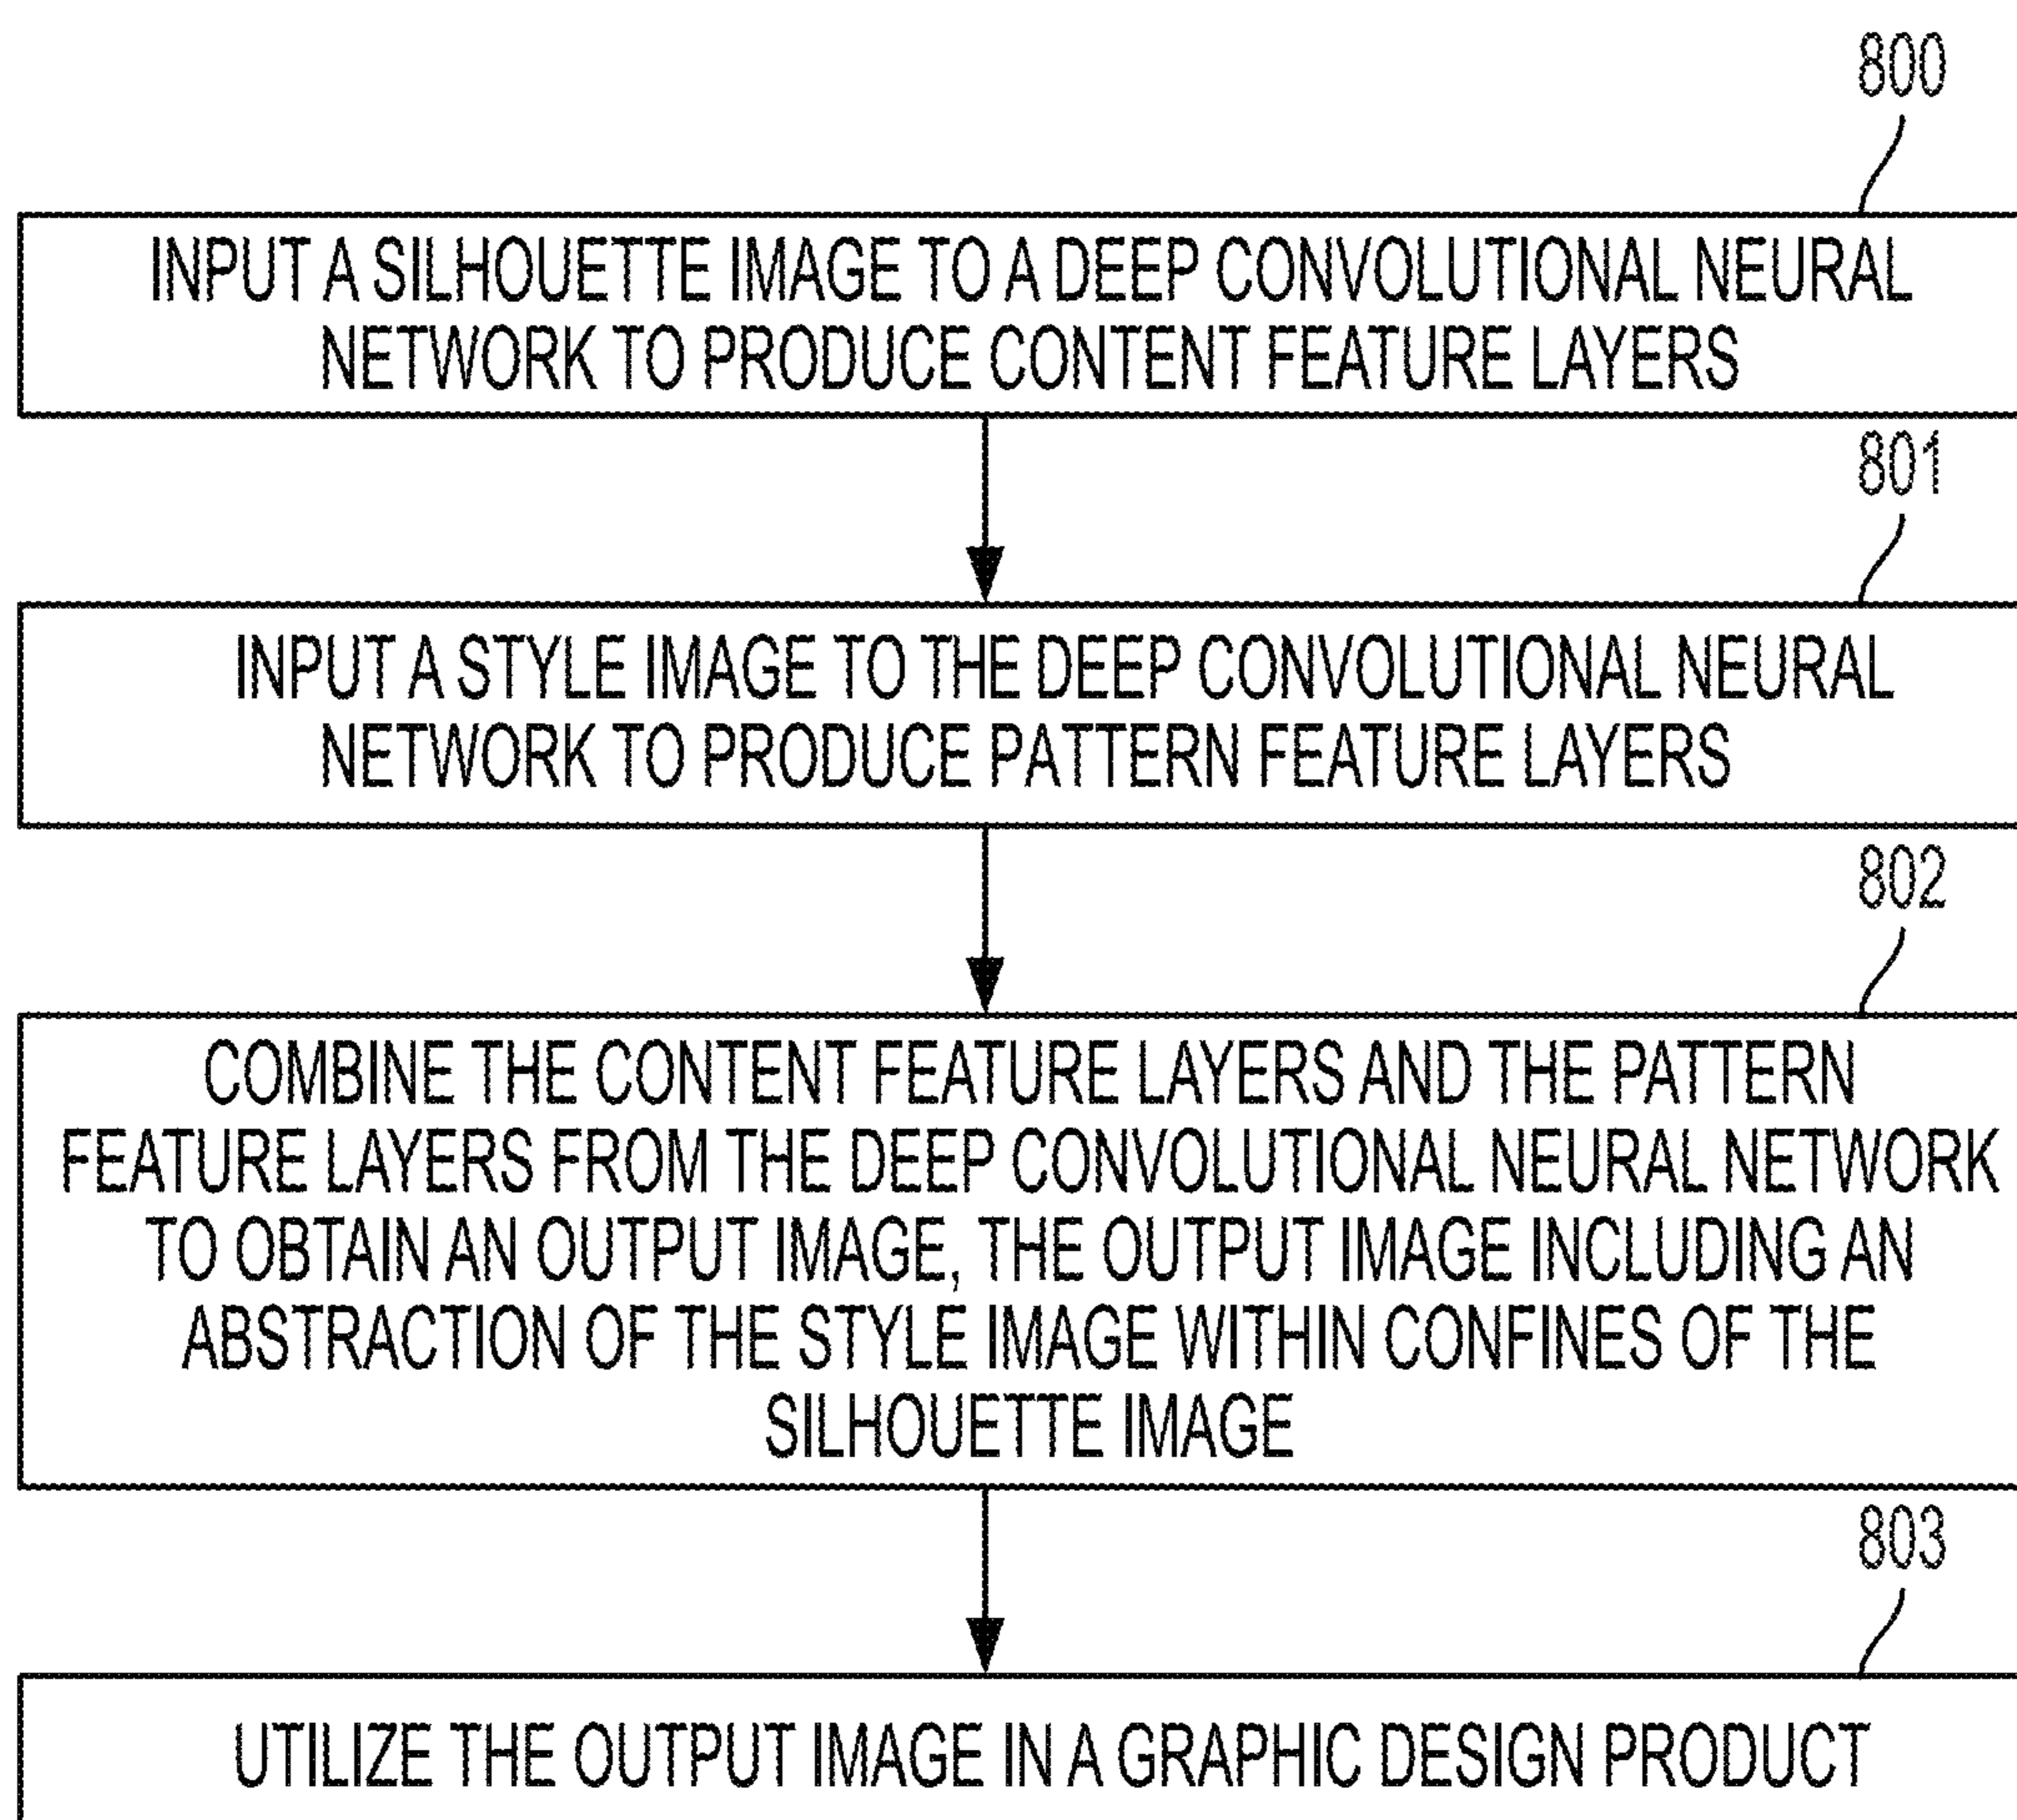 800
INPUT A SILHOUETTE IMAGE TO A DEEP CONVOLUTIONAL NEURAL
NETWORK TO PRODUCE CONTENT FEATURE LAYERS
801
INPUT A STYLE IMAGE TO THE DEEP CONVOLUTIONAL NEURAL
NETWORK TO PRODUCE PATTERN FEATURE LAYERS
802
COMBINE THE CONTENT FEATURE LAYERS AND THE PATTERN
FEATURE LAYERS FROM THE DEEP CONVOLUTIONAL NEURAL NETWORK
TO OBTAIN AN OUTPUT IMAGE, THE OUTPUT IMAGE INCLUDING AN
ABSTRACTION OF THE STYLE IMAGE WITHIN CONFINES OF THE
SILHOUETTE IMAGE
803
UTILIZE THE OUTPUT IMAGE IN A GRAPHIC DESIGN PRODUCT